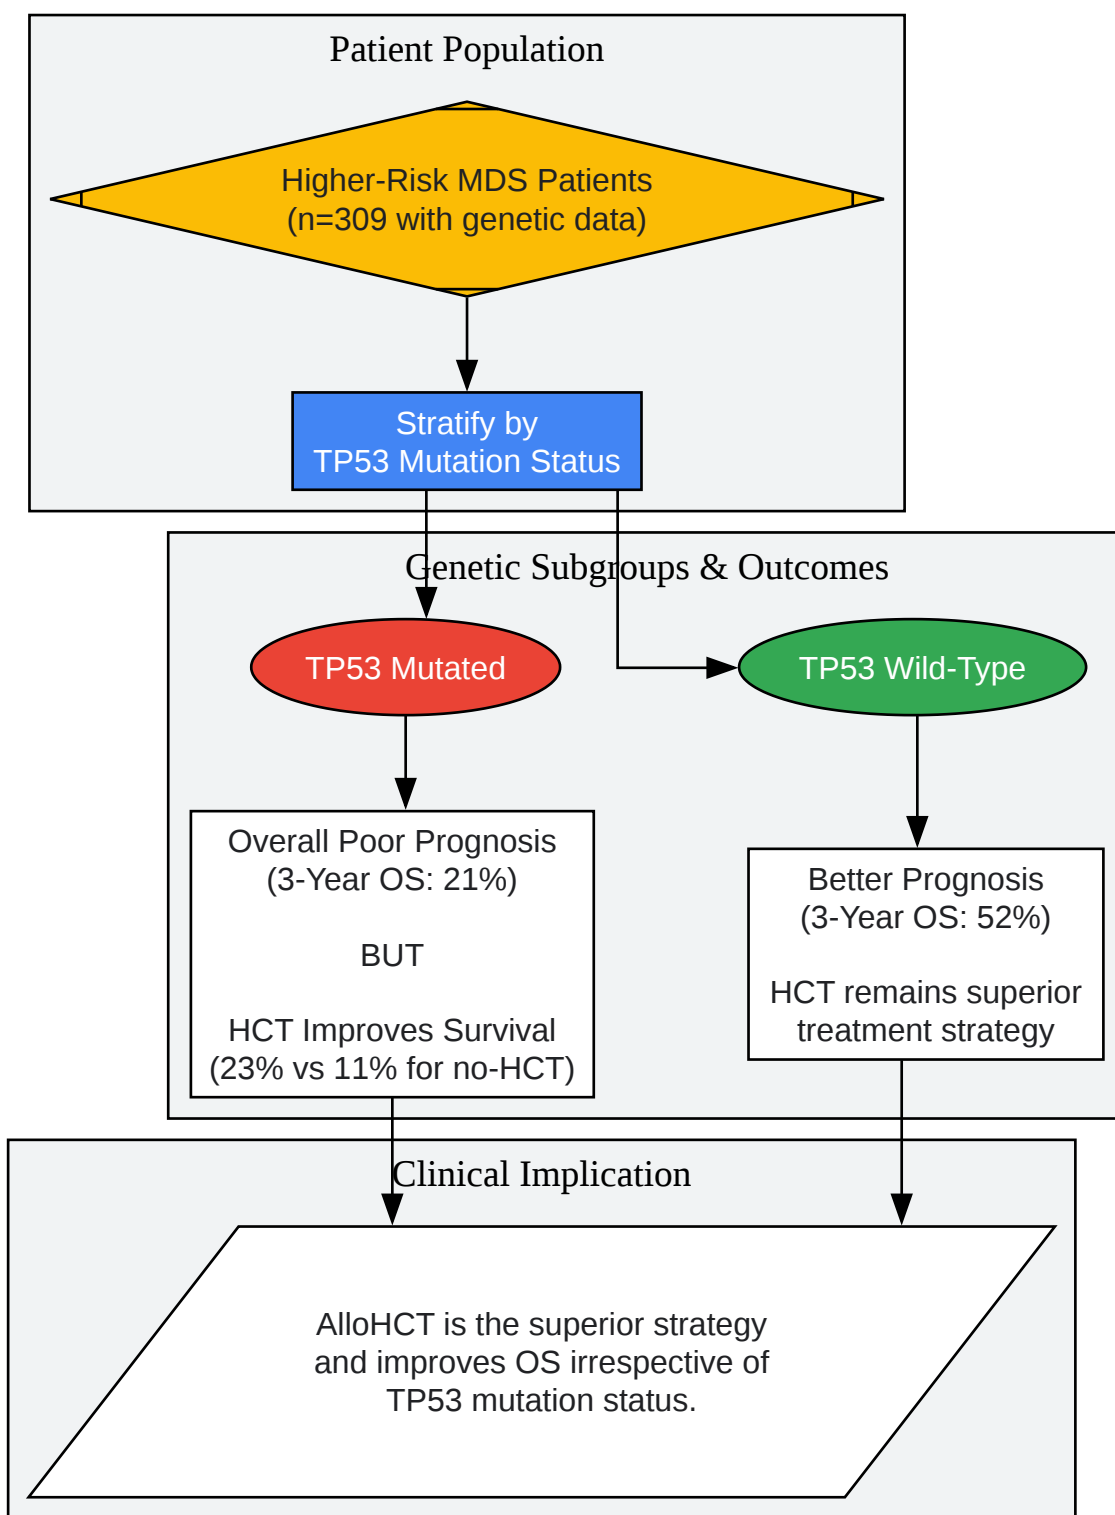 Patient Population
Higher-Risk MDS Patients
(n=309 with genetic data)
Stratify by
TP53 Mutation Status
Genetic Subgroups & Outcomes
TP53 Mutated
TP53 Wild-Type
Overall Poor Prognosis
(3-Year OS: 21%)
BUT
HCT Improves Survival
(23% vs 11% for no-HCT)
Better Prognosis
(3-Year OS: 52%)
HCT remains superior
treatment strategy
Clinical Implication
AlloHCT is the superior strategy
and improves OS irrespective of
TP53 mutation status.